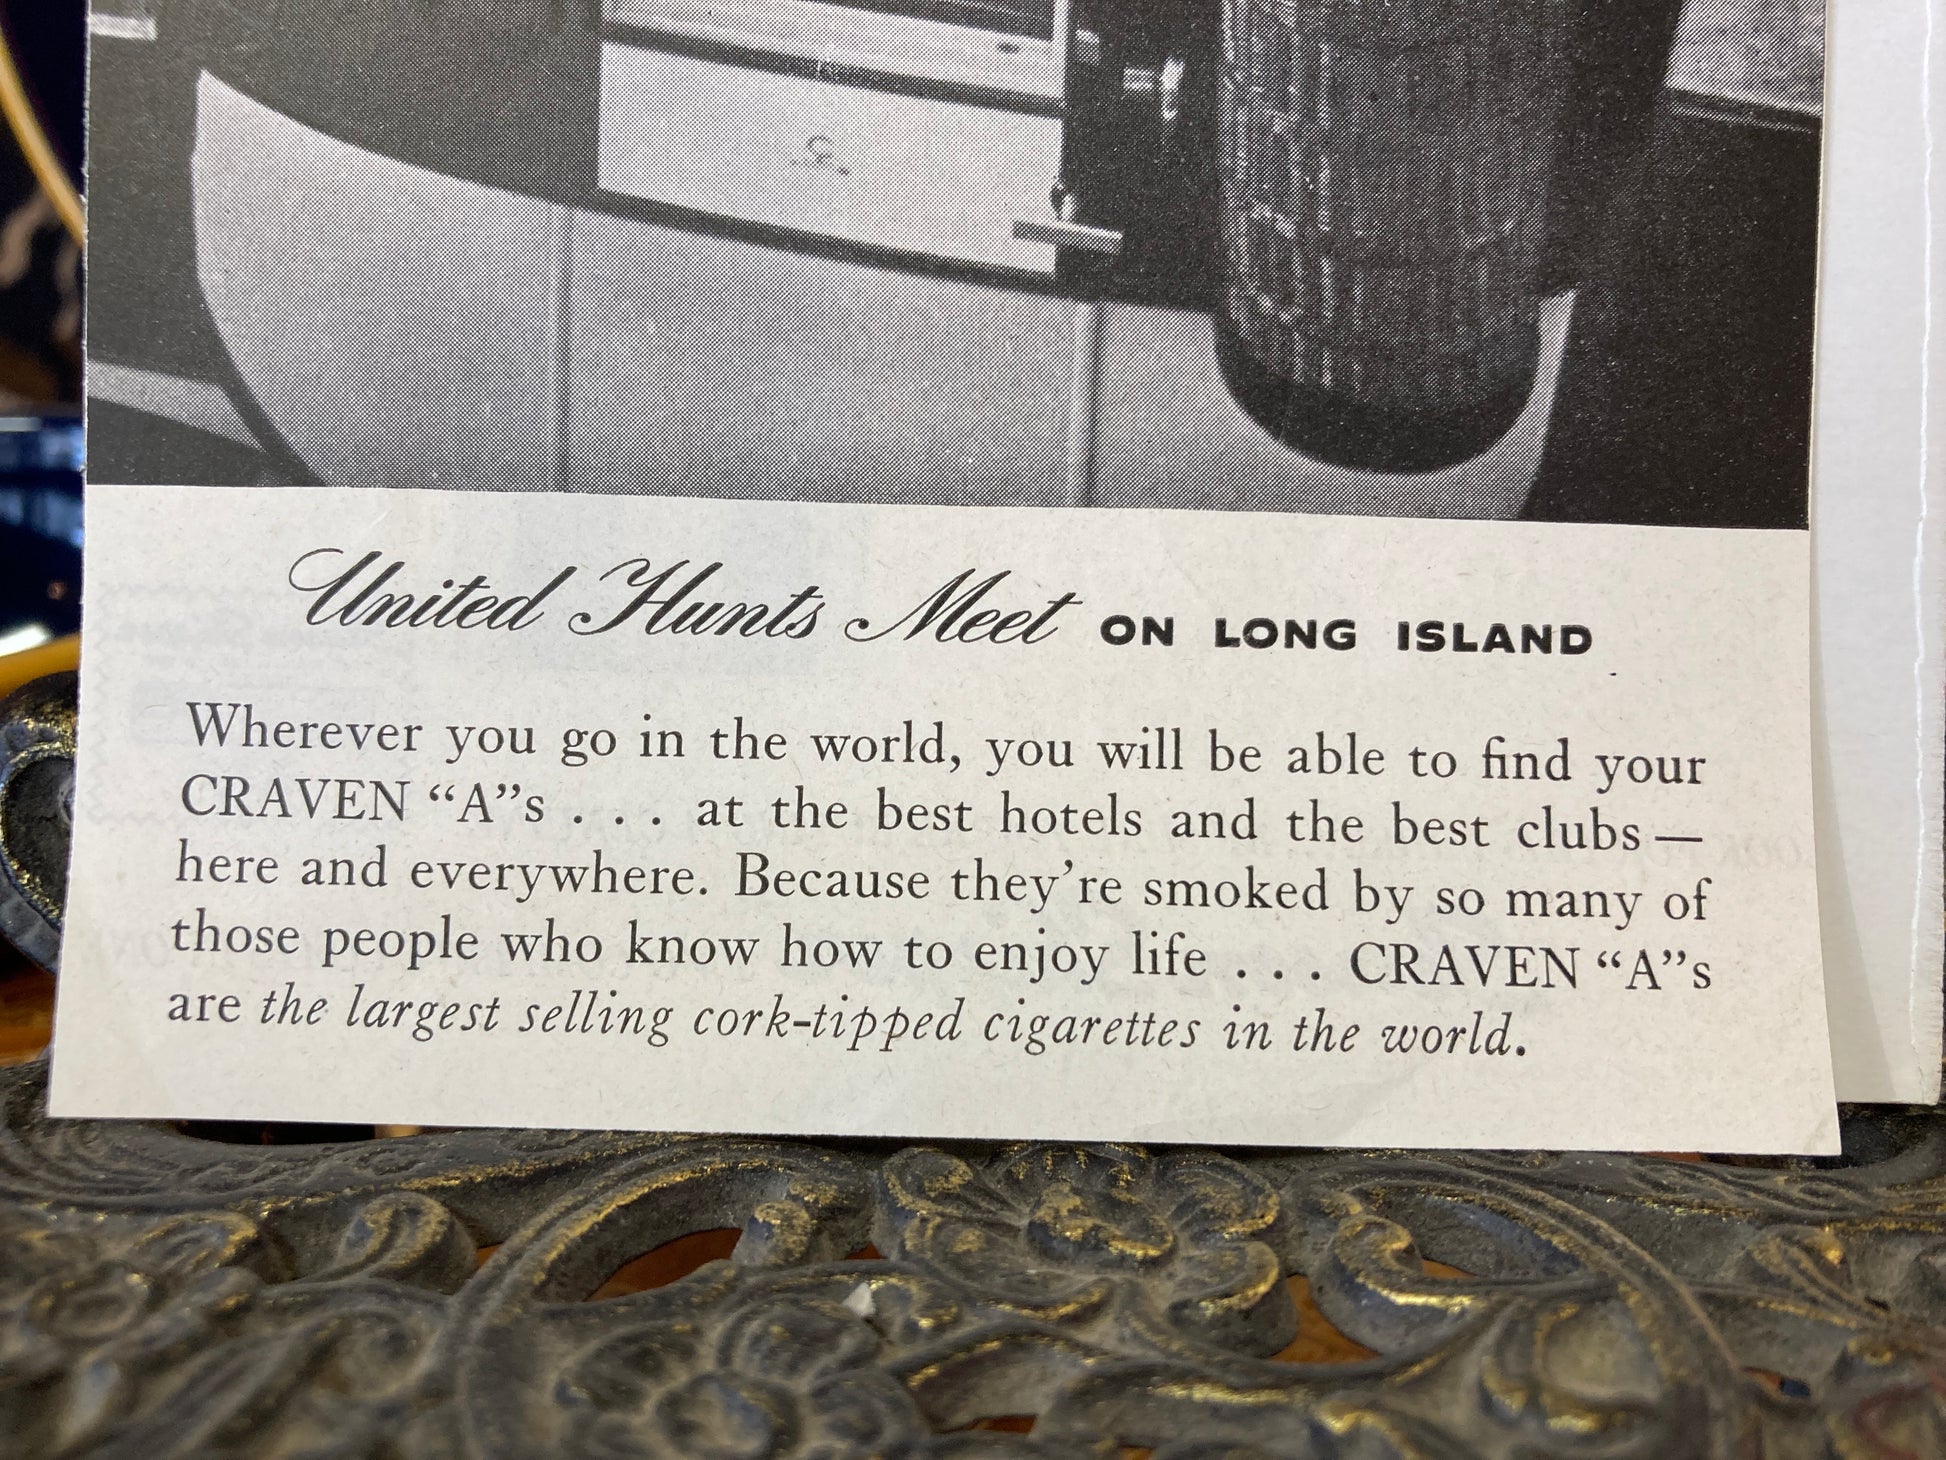 United Hunts Meet ON LONG ISLAND
Wherever you go in the world, you will be able to find your
CRAVEN “A”s . . . at the best hotels and the best clubs —
here and everywhere. Because they’re smoked by so many of
those people who know how to enjoy life . . . CRAVEN “A”s
are the largest selling cork-tipped cigarettes in the world.